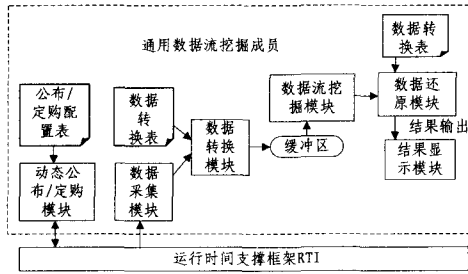 通用数据流挖掘成员
数据转
换表
公布/
定购配
置表
数据
转
换表
数据
转换
模块
数据流挖
掘模块
数据还
原模块
缓冲区
结果输出
结果显
示模块
动态公
布/定购
模块
数据
采集
模块
运行时间支撑框架RTI